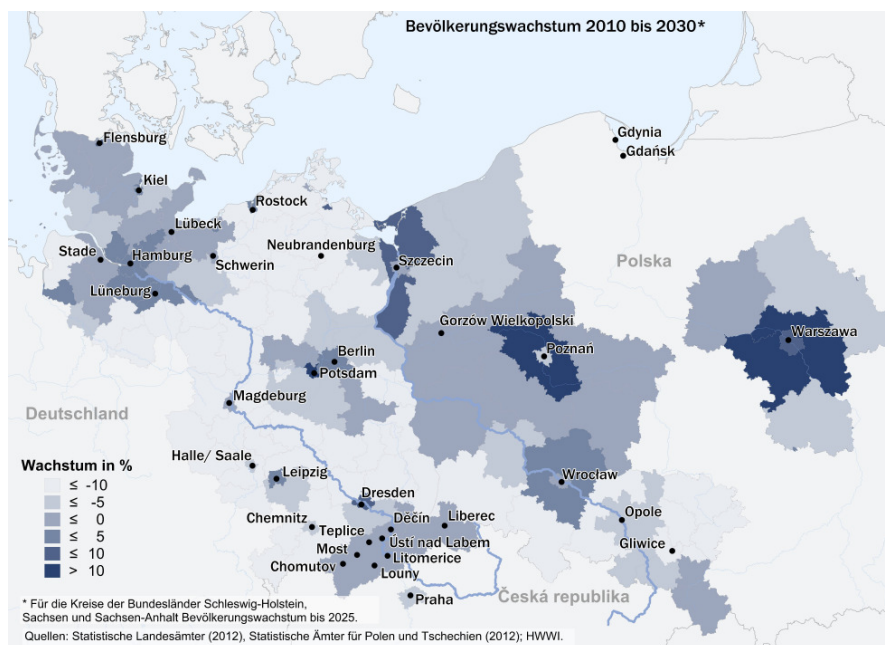 Bevölkerungswachstum 2010 bis 2030*
Gdynia
Gdańsk
Flensburg
Kiel
Rostock
Lübeck
Stade
Hamburg
Neubrandenburg
Schwerin
Szczecin
Polska
Lüneburg
Gorzów Wielkopolski
Warszawa
Berlin
Poznań
Potsdam
Magdeburg
Deutschland
Halle/ Saale
Wachstum in %
Leipzig
Wrocław
≤ -10
≤ -5
≤ 0
≤ 5
≤ 10
> 10
Dresden
Chemnitz
Děčín
Liberec
Opole
Teplice
Ústí nad Labem
Most
Gliwice
Litomerice
Chomutov
Louny
Praha
Česká republika
* Für die Kreise der Bundesländer Schleswig-Holstein,
Sachsen und Sachsen-Anhalt Bevölkerungswachstum bis 2025.
Quellen: Statistische Landesämter (2012), Statistische Ämter für Polen und Tschechien (2012); HWWI.